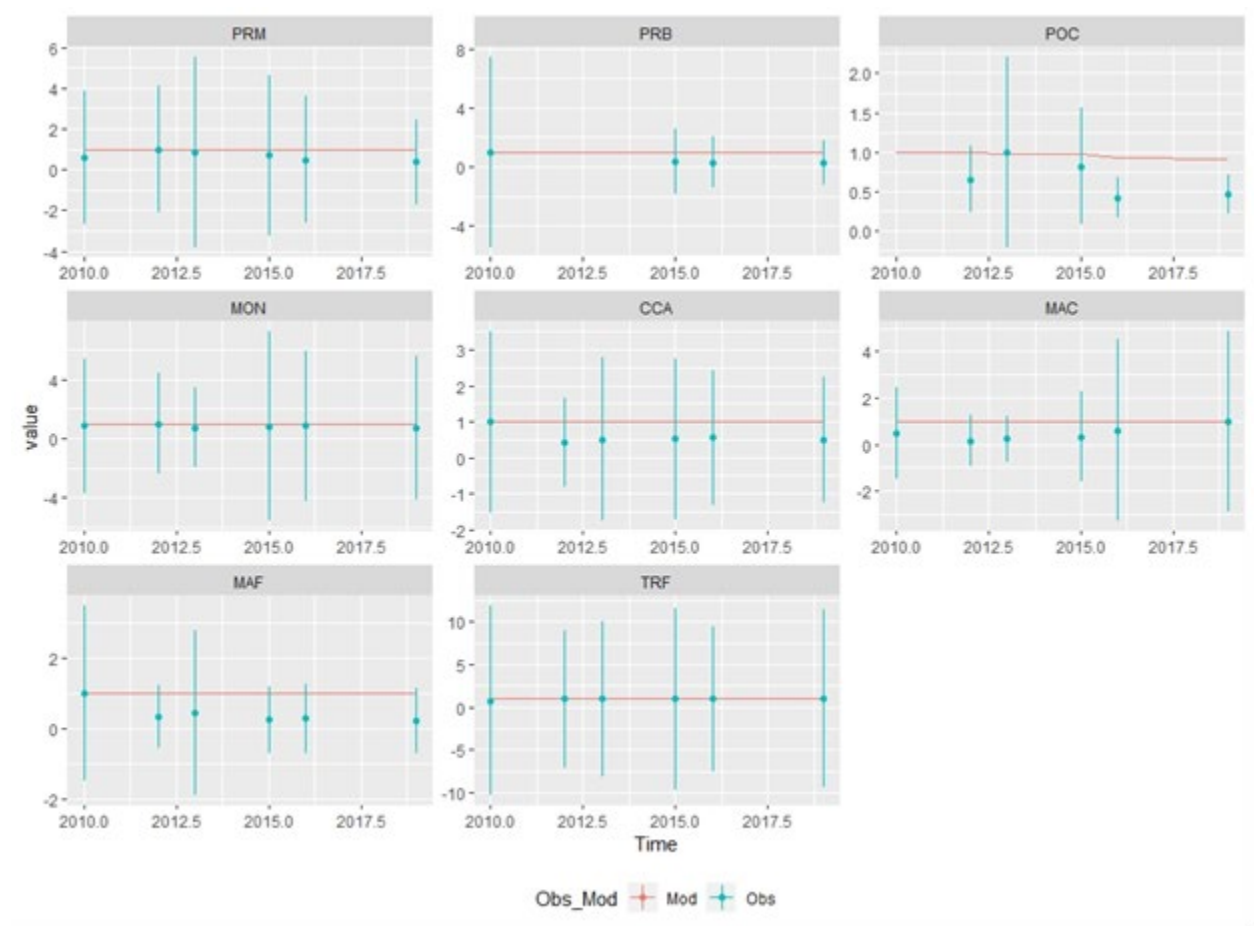 PRM PRB POC
6 4 2 0 -2 -4
8 4 0 -4
2.0 1.5 1.0 0.5 0.0
2010.0 2012.5 2015.0 2017.5 2010.0 2012.5 2015.0 2017.5 2010.0 2012.5 2015.0 2017.5
MON CCA MAC
value
4 0 -4
3 2 1 0 -1 -2
4 2 0 -2
2010.0 2012.5 2015.0 2017.5 2010.0 2012.5 2015.0 2017.5 2010.0 2012.5 2015.0 2017.5
MAF TRF
2 0 -2
10 5 0 -5 -10
2010.0 2012.5 2015.0 2017.5 2010.0 2012.5 2015.0 2017.5
Time
Obs_Mod Mod Obs